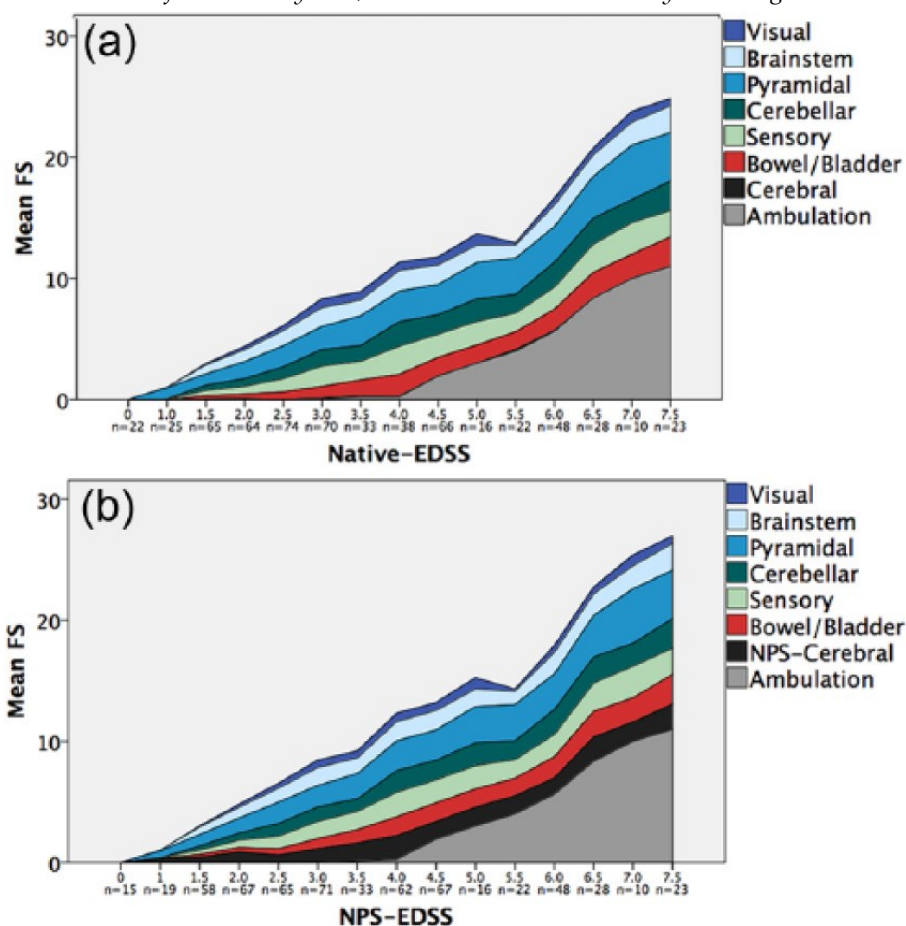 (a)
30
20
10
0
Mean FS
Visual
Brainstem
Pyramidal
Cerebellar
Sensory
Bowel/Bladder
Cerebral
Ambulation
0 1.0 1.5 2.0 2.5 3.0 3.5 4.0 4.5 5.0 5.5 6.0 6.5 7.0 7.5
n=22 n=25 n=65 n=64 n=74 n=70 n=33 n=38 n=66 n=16 n=22 n=48 n=28 n=10 n=23
Native-EDSS
(b)
30
20
10
0
Mean FS
Visual
Brainstem
Pyramidal
Cerebellar
Sensory
Bowel/Bladder
NPS-Cerebral
Ambulation
0 1 1.5 2.0 2.5 3.0 3.5 4.0 4.5 5.0 5.5 6.0 6.5 7.0 7.5
n=15 n=19 n=58 n=67 n=65 n=71 n=33 n=62 n=67 n=16 n=22 n=48 n=28 n=10 n=23
NPS-EDSS